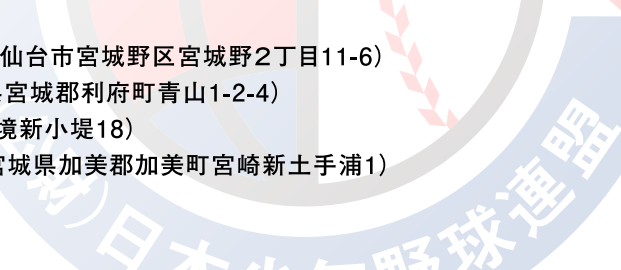 仙台市宮城野区宮城野2丁目11-6）
宮城郡利府町青山1-2-4）
境新小堤18）
宮城県加美郡加美町宮崎新土手浦1）
財）日本少年野球連盟